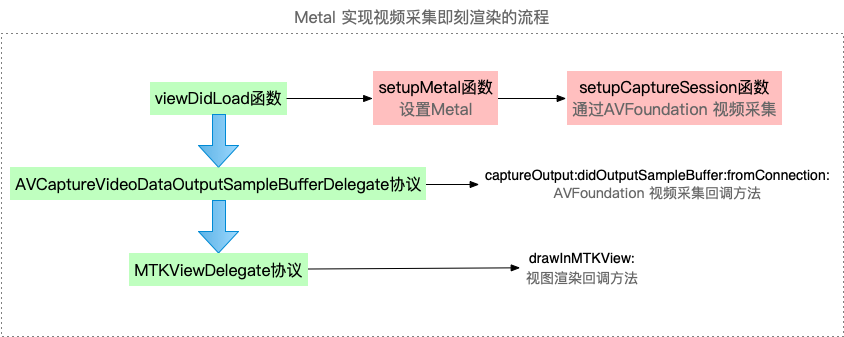 Metal 实现视频采集即刻渲染的流程
viewDidLoad函数
setupMetal函数
设置Metal
setupCaptureSession函数
通过AVFoundation 视频采集
AVCaptureVideoDataOutputSampleBufferDelegate协议
captureOutput:didOutputSampleBuffer:fromConnection:
AVFoundation 视频采集回调方法
MTKViewDelegate协议
drawInMTKView:
视图渲染回调方法